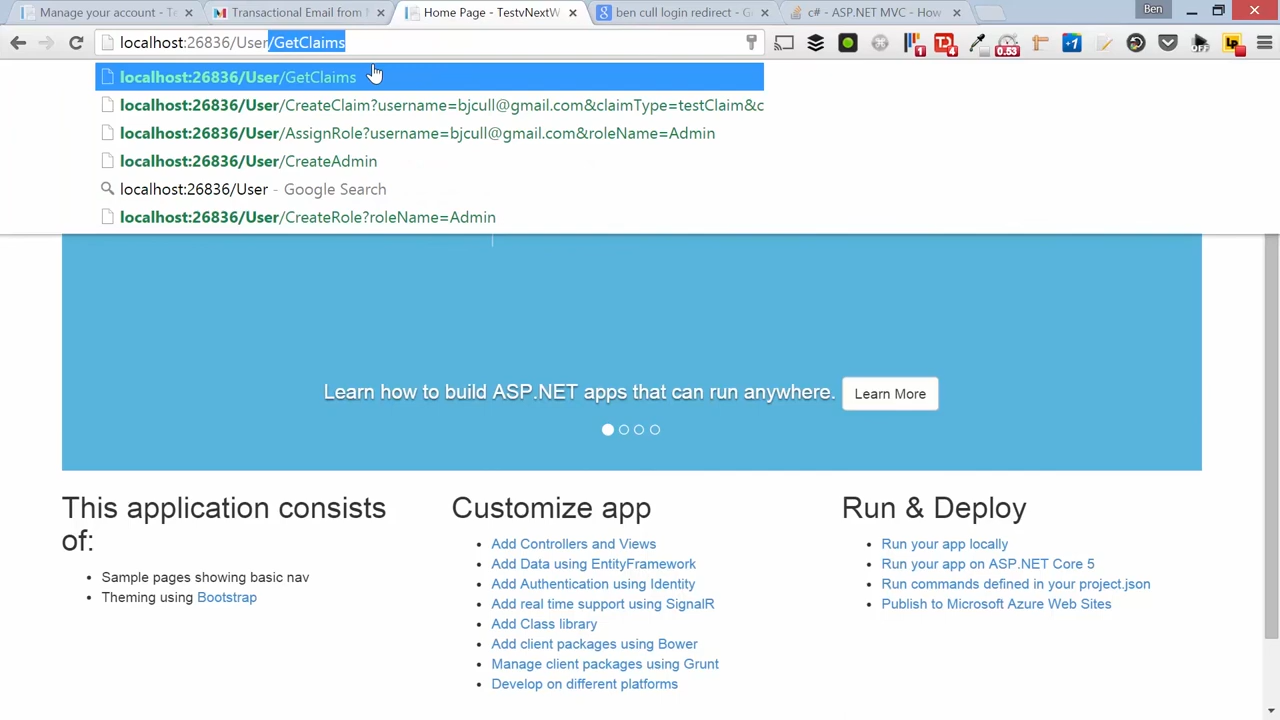 Manage your account - Te
Transactional Email from M
Home Page - TestvNextW
ben cull login redirect - G
c# - ASP.NET MVC - How
Ben
localhost:26836/User/GetClaims
1
4
0.53
+1
OFF
localhost:26836/User/GetClaims
localhost:26836/User/CreateClaim?username=bjcull@gmail.com&claimType=testClaim&c
localhost:26836/User/AssignRole?username=bjcull@gmail.com&roleName=Admin
localhost:26836/User/CreateAdmin
localhost:26836/User - Google Search
localhost:26836/User/CreateRole?roleName=Admin
Learn how to build ASP.NET apps that can run anywhere.
Learn More
This application consists
of:
Sample pages showing basic nav
Theming using Bootstrap
Customize app
Add Controllers and Views
Add Data using EntityFramework
Add Authentication using Identity
Add real time support using SignalR
Add Class library
Add client packages using Bower
Manage client packages using Grunt
Develop on different platforms
Run & Deploy
Run your app locally
Run your app on ASP.NET Core 5
Run commands defined in your project.json
Publish to Microsoft Azure Web Sites